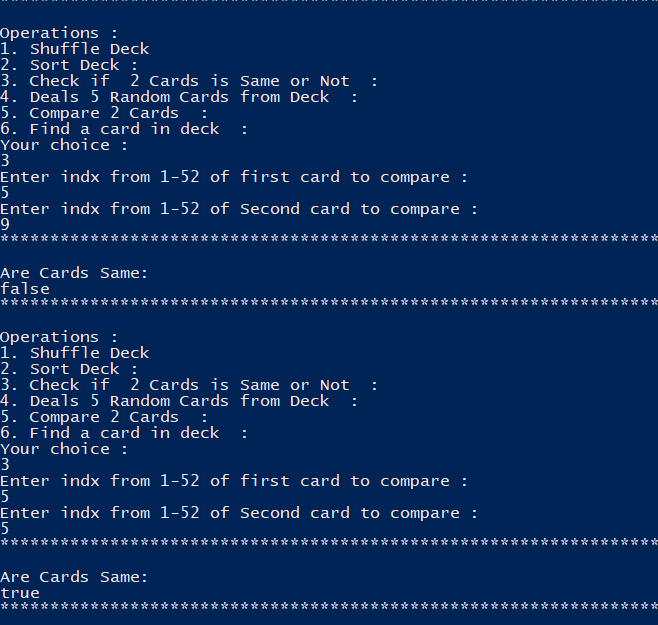 ******************************************************************
Operations :
1. Shuffle Deck
2. Sort Deck :
3. Check if  2 Cards is Same or Not  :
4. Deals 5 Random Cards from Deck  :
5. Compare 2 Cards  :
6. Find a card in deck  :
Your choice :
3
Enter indx from 1-52 of first card to compare :
5
Enter indx from 1-52 of Second card to compare :
9
******************************************************************
Are Cards Same:
false
******************************************************************
Operations :
1. Shuffle Deck
2. Sort Deck :
3. Check if  2 Cards is Same or Not  :
4. Deals 5 Random Cards from Deck  :
5. Compare 2 Cards  :
6. Find a card in deck  :
Your choice :
3
Enter indx from 1-52 of first card to compare :
5
Enter indx from 1-52 of Second card to compare :
5
******************************************************************
Are Cards Same:
true
******************************************************************